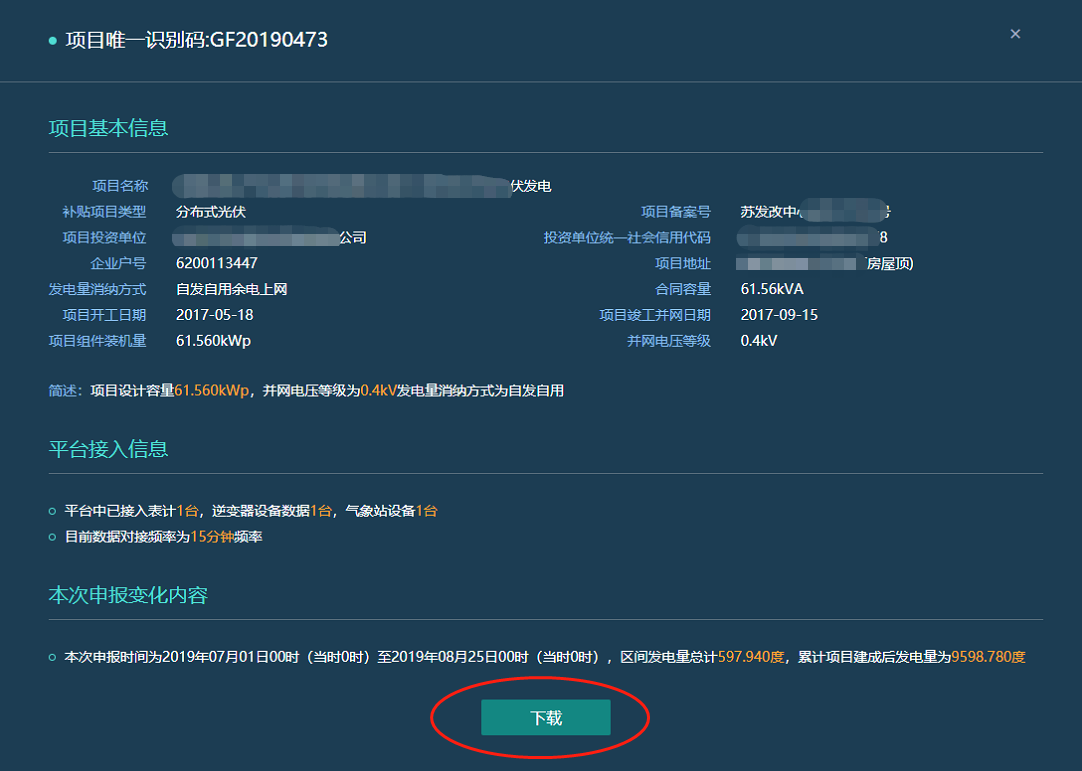 项目唯一识别码:GF20190473
项目基本信息
项目名称 伏发电
补贴项目类型 分布式光伏 项目备案号 苏发改中 号
项目投资单位 公司 投资单位统一社会信用代码 8
企业户号 6200113447 项目地址 房屋顶)
发电量消纳方式 自发自用余电上网 合同容量 61.56kVA
项目开工日期 2017-05-18 项目竣工并网日期 2017-09-15
项目组件装机量 61.560kWp 并网电压等级 0.4kV
简述：项目设计容量61.560kWp，并网电压等级为0.4kV发电量消纳方式为自发自用
平台接入信息
平台中已接入表计1台，逆变器设备数据1台，气象站设备1台
目前数据对接频率为15分钟频率
本次申报变化内容
本次申报时间为2019年07月01日00时（当时0时）至2019年08月25日00时（当时0时），区间发电量总计597.940度，累计项目建成后发电量为9598.780度
下载